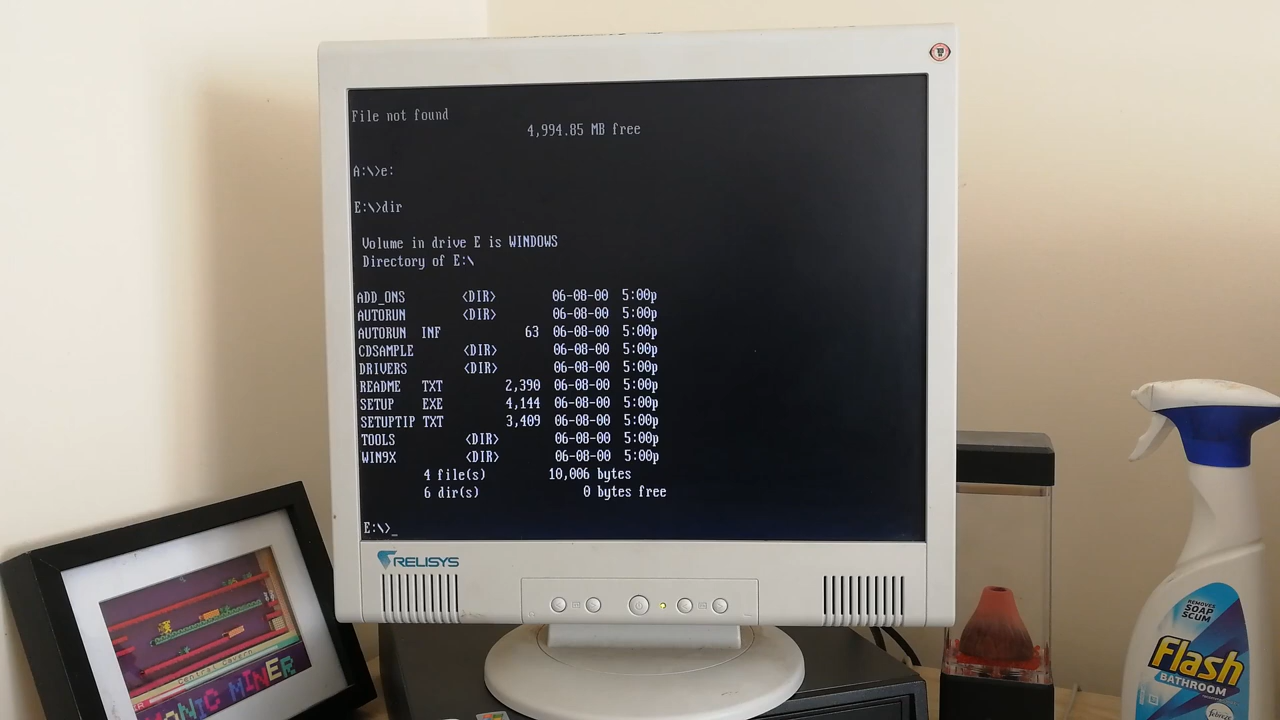 File not found
4,994.85 MB free
A:\>e:
E:\>dir
Volume in drive E is WINDOWS
Directory of E:\
ADD_ONS <DIR> 06-08-00 5:00p
AUTORUN <DIR> 06-08-00 5:00p
AUTORUN INF 63 06-08-00 5:00p
CDSAMPLE <DIR> 06-08-00 5:00p
DRIVERS <DIR> 06-08-00 5:00p
README TXT 2,390 06-08-00 5:00p
SETUP EXE 4,144 06-08-00 5:00p
SETUPTIP TXT 3,409 06-08-00 5:00p
TOOLS <DIR> 06-08-00 5:00p
WIN9X <DIR> 06-08-00 5:00p
4 file(s) 10,006 bytes
6 dir(s) 0 bytes free
E:\>_
RELISYS
Central Cavern
MANIC MINER
REMOVES
SOAP
SCUM
Flash
BATHROOM
febreze